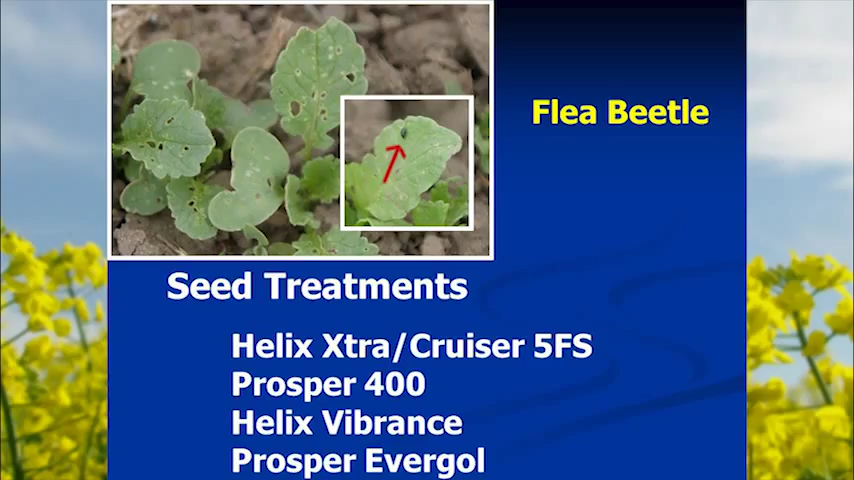 Flea Beetle
Seed Treatments
Helix Xtra/Cruiser 5FS
Prosper 400
Helix Vibrance
Prosper Evergol